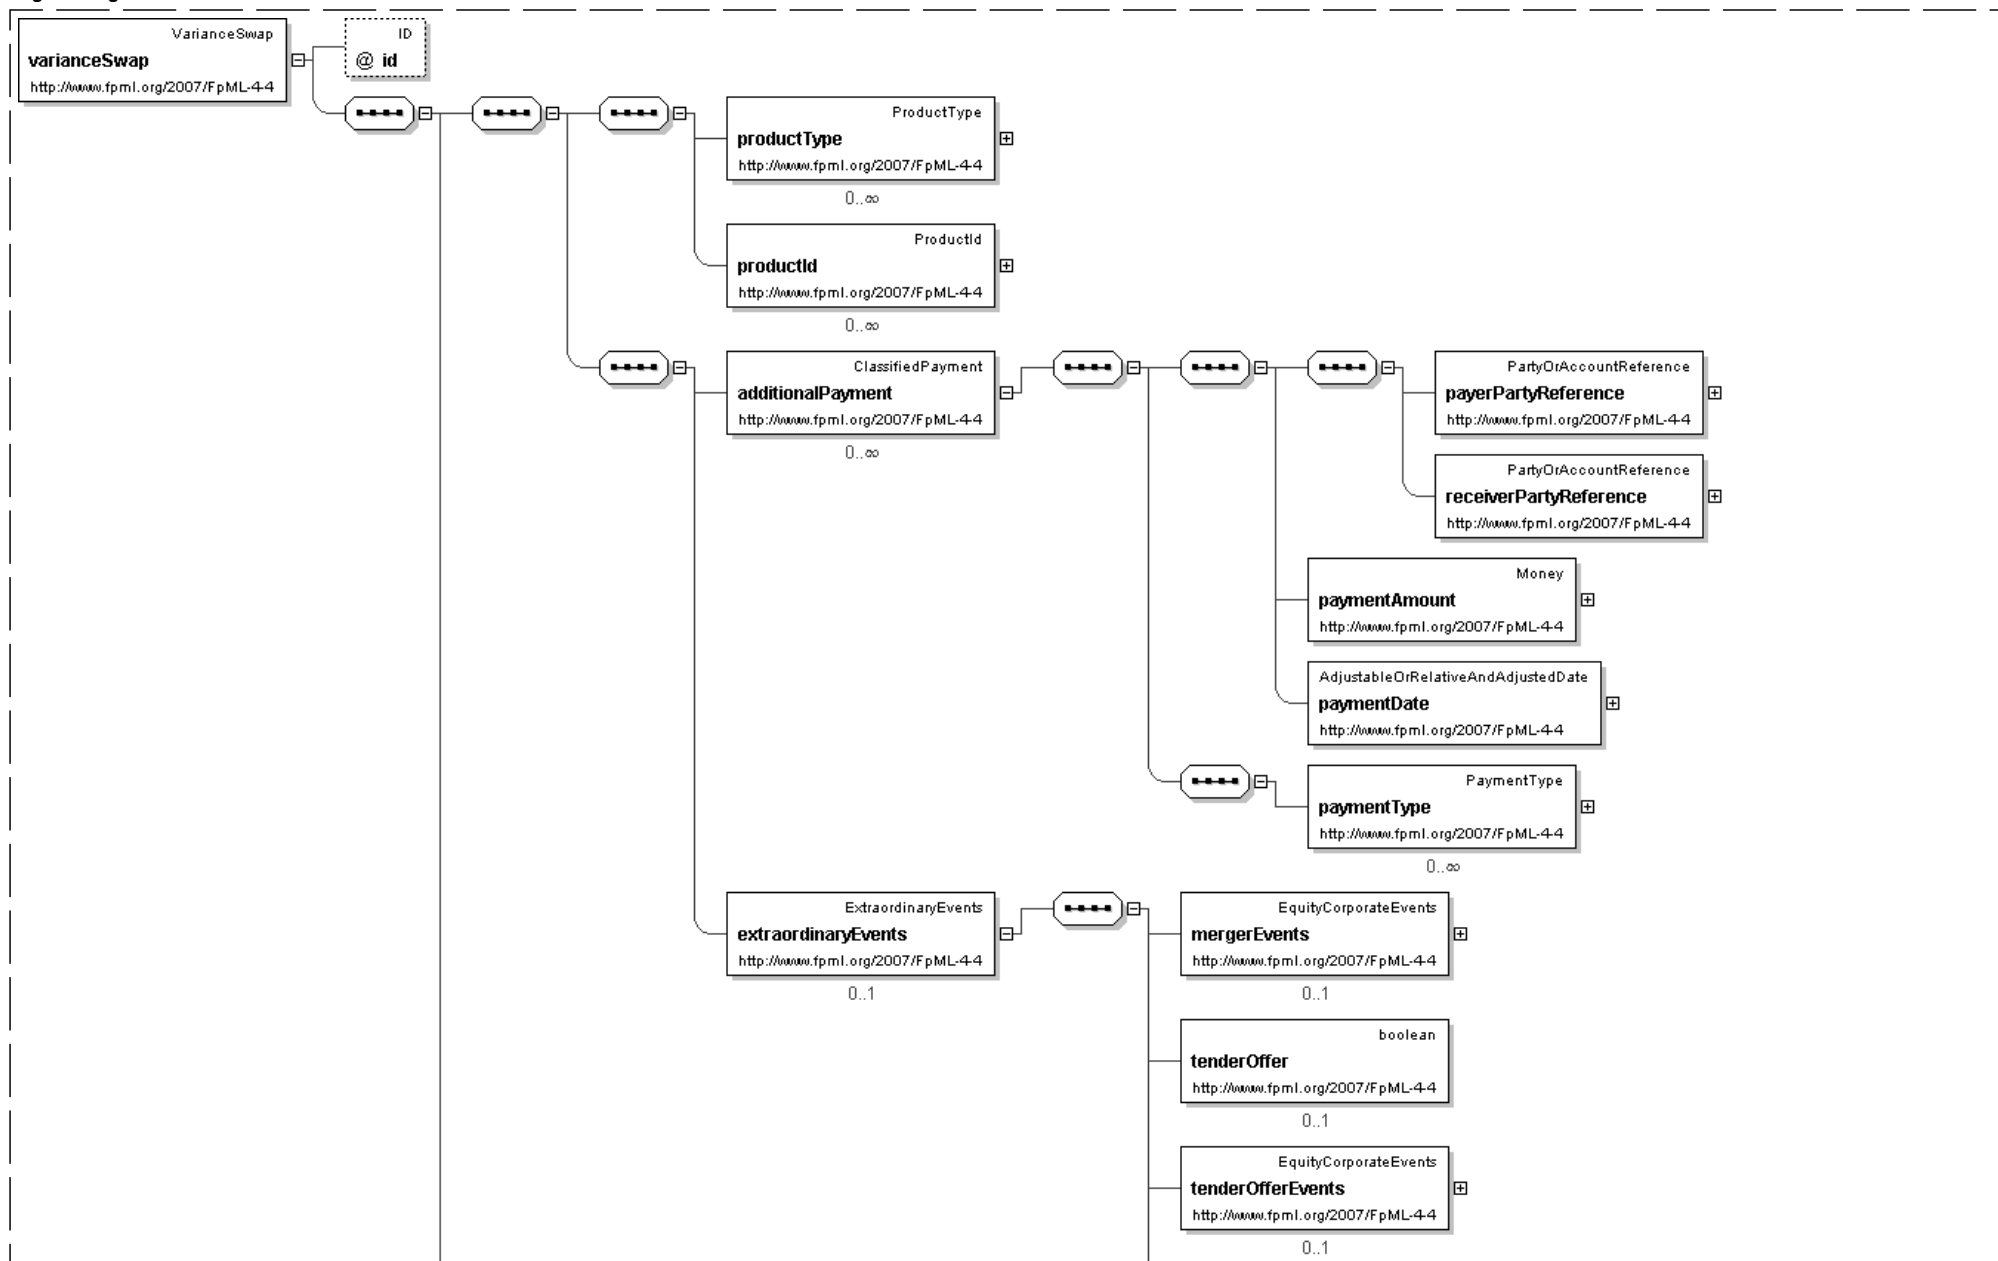 VarianceSwap
varianceSwap
http://www.fpml.org/2007/FpML-4-4
ID
@ id
ProductType
productType
http://www.fpml.org/2007/FpML-4-4
0..∞
ProductId
productId
http://www.fpml.org/2007/FpML-4-4
0..∞
ClassifiedPayment
additionalPayment
http://www.fpml.org/2007/FpML-4-4
0..∞
PartyOrAccountReference
payerPartyReference
http://www.fpml.org/2007/FpML-4-4
PartyOrAccountReference
receiverPartyReference
http://www.fpml.org/2007/FpML-4-4
Money
paymentAmount
http://www.fpml.org/2007/FpML-4-4
AdjustableOrRelativeAndAdjustedDate
paymentDate
http://www.fpml.org/2007/FpML-4-4
PaymentType
paymentType
http://www.fpml.org/2007/FpML-4-4
0..∞
ExtraordinaryEvents
extraordinaryEvents
http://www.fpml.org/2007/FpML-4-4
0..1
EquityCorporateEvents
mergerEvents
http://www.fpml.org/2007/FpML-4-4
0..1
boolean
tenderOffer
http://www.fpml.org/2007/FpML-4-4
0..1
EquityCorporateEvents
tenderOfferEvents
http://www.fpml.org/2007/FpML-4-4
0..1